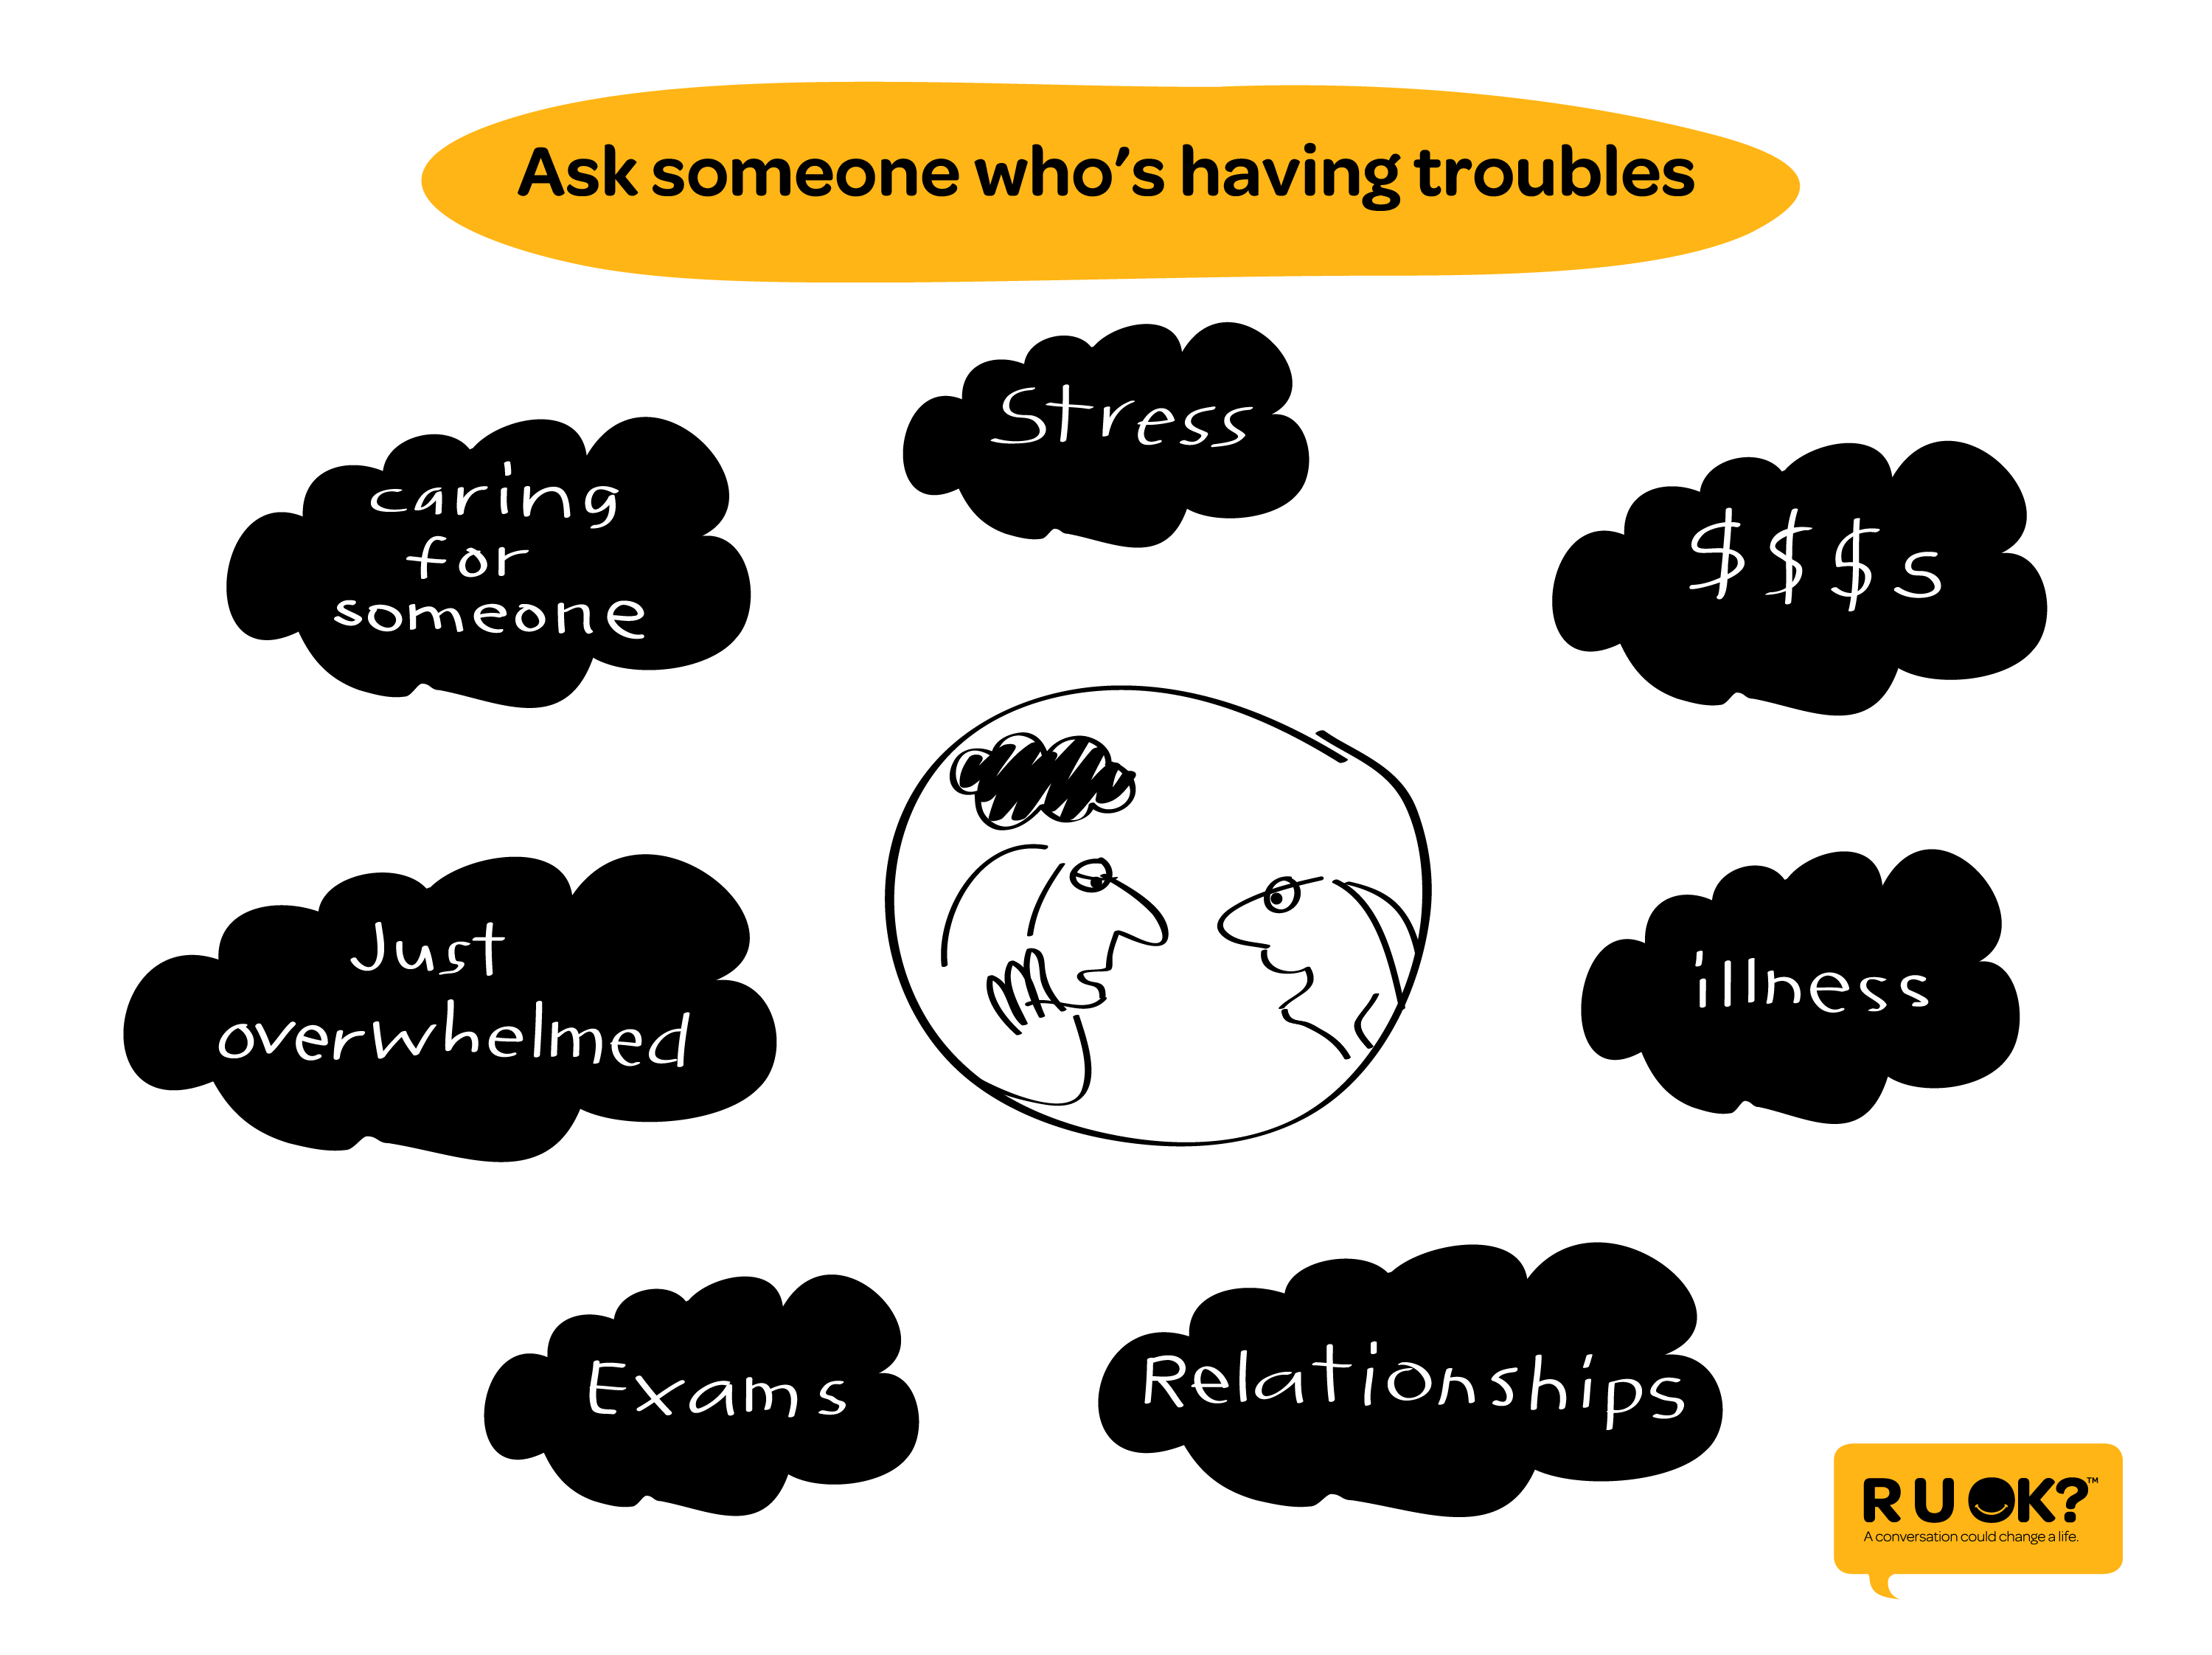 Ask someone who's having troubles
Stress
caring
for
someone
$$$s
Just
overwhelmed
illness
Exams
Relationships
R U OK?™
A conversation could change a life.